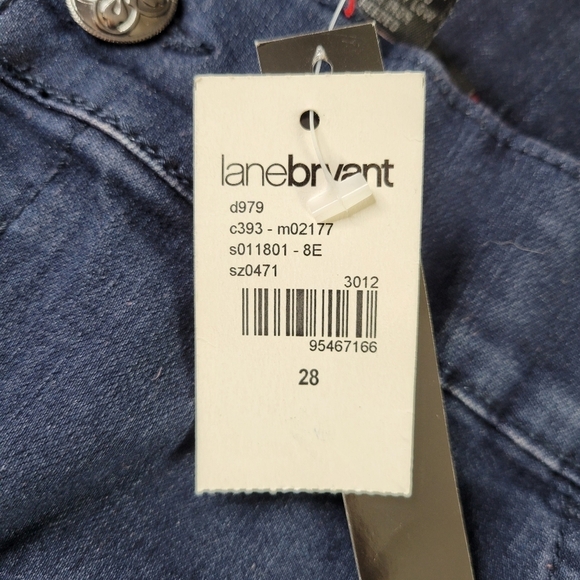 lanebryant
d979
c393 - m02177
s011801 - 8E
sz0471
3012
95467166
28